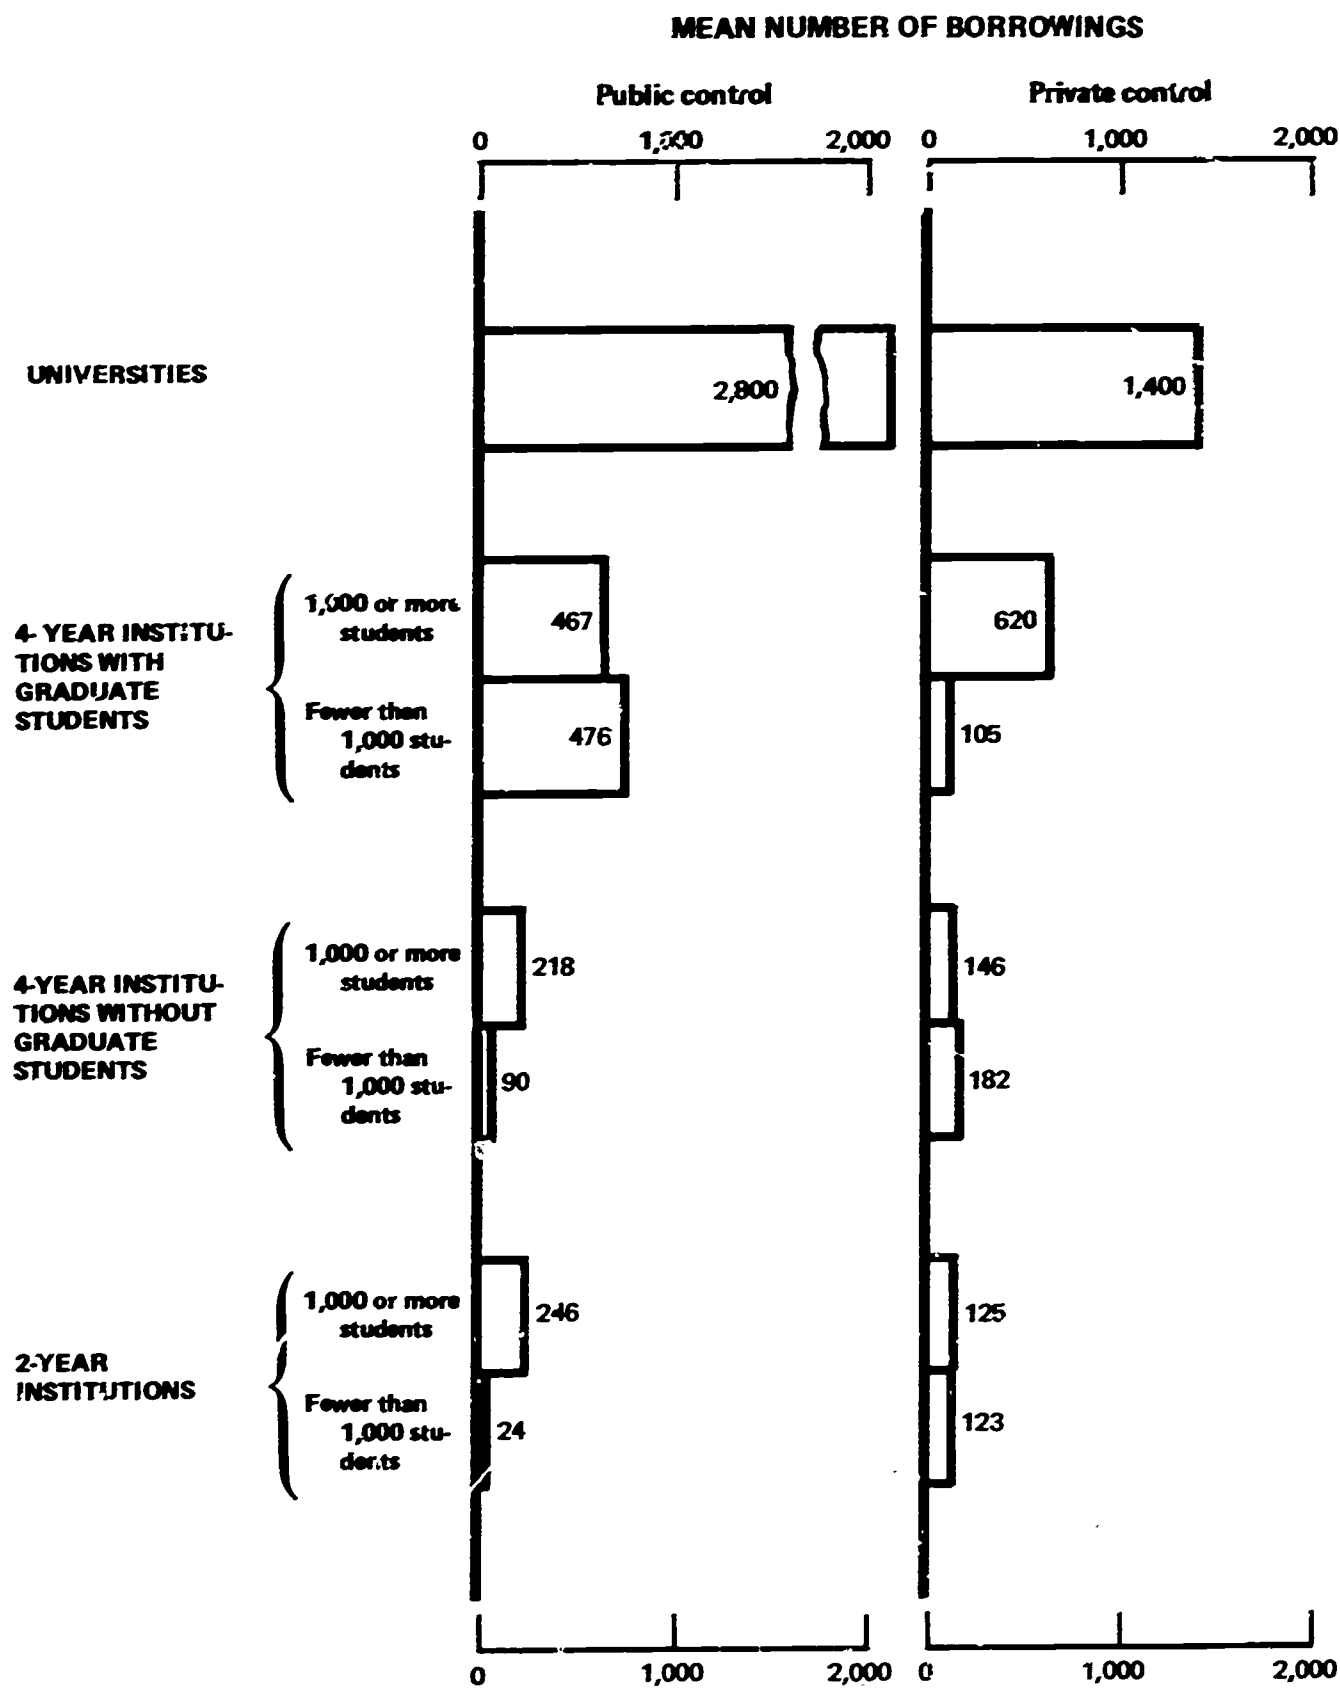 MEAN NUMBER OF BORROWINGS
Public control
Private control
0 1,000 2,000
0 1,000 2,000
UNIVERSITIES
2,800
1,400
4- YEAR INSTITU-
TIONS WITH
GRADUATE
STUDENTS
1,000 or more
students
467
620
Fewer than
1,000 stu-
dents
476
105
4-YEAR INSTITU-
TIONS WITHOUT
GRADUATE
STUDENTS
1,000 or more
students
218
146
Fewer than
1,000 stu-
dents
90
182
2-YEAR
INSTITUTIONS
1,000 or more
students
246
125
Fewer than
1,000 stu-
dents
24
123
0 1,000 2,000
0 1,000 2,000